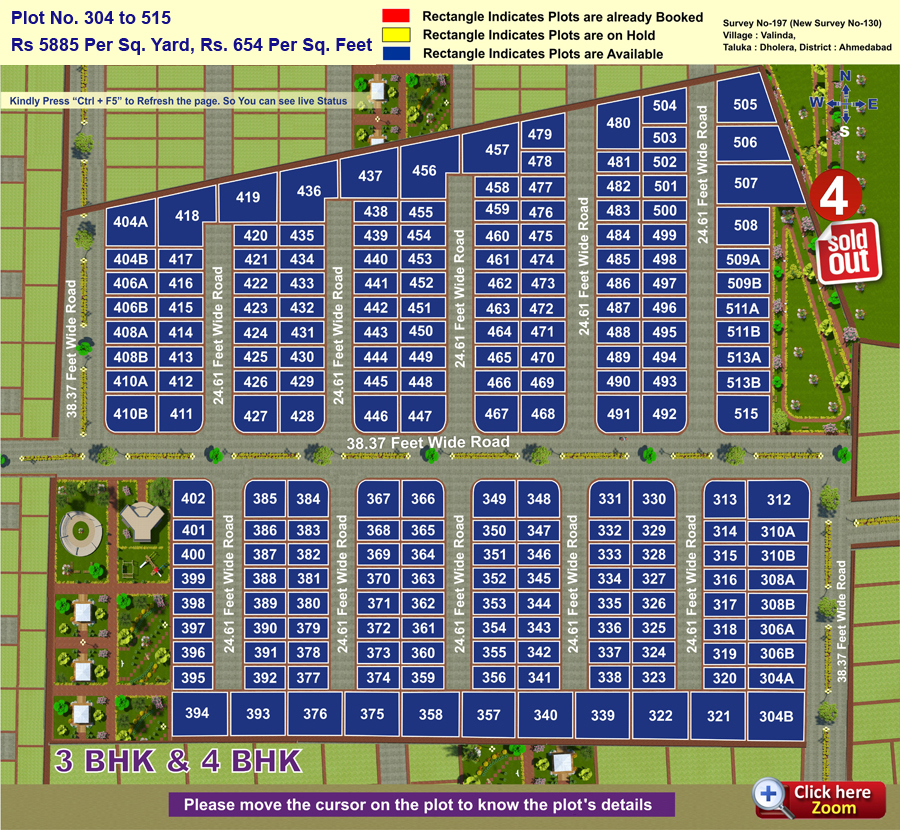 Plot No. 304 to 515
Rs 5885 Per Sq. Yard, Rs. 654 Per Sq. Feet
Rectangle Indicates Plots are already Booked
Rectangle Indicates Plots are on Hold
Rectangle Indicates Plots are Available
Survey No-197 (New Survey No-130)
Village : Valinda,
Taluka : Dholera, District : Ahmedabad
Kindly Press “Ctrl + F5” to Refresh the page. So You can see live Status
N
W E
S
4
sold
out
504
505
480
503
479
506
457
478
481 502
456
437
458 477
482 501
507
436
419
418
404A
438 455
459 476
483 500
508
420 435
439 454
460 475
484 499
404B 417
421 434
440 453
461 474
485 498
509A
406A 416
422 433
441 452
462 473
486 497
509B
406B 415
423 432
442 451
463 472
487 496
511A
408A 414
424 431
443 450
464 471
488 495
511B
408B 413
425 430
444 449
465 470
489 494
513A
410A 412
426 429
445 448
466 469
490 493
513B
410B 411
427 428
446 447
467 468
491 492
515
38.37 Feet Wide Road
24.61 Feet Wide Road
24.61 Feet Wide Road
24.61 Feet Wide Road
24.61 Feet Wide Road
24.61 Feet Wide Road
38.37 Feet Wide Road
402
385 384
367 366
349 348
331 330
313 312
401
386 383
368 365
350 347
332 329
314 310A
400
387 382
369 364
351 346
333 328
315 310B
399
388 381
370 363
352 345
334 327
316 308A
398
389 380
371 362
353 344
335 326
317 308B
397
390 379
372 361
354 343
336 325
318 306A
396
391 378
373 360
355 342
337 324
319 306B
395
392 377
374 359
356 341
338 323
320 304A
394 393 376 375 358 357 340 339 322 321 304B
24.61 Feet Wide Road
24.61 Feet Wide Road
24.61 Feet Wide Road
24.61 Feet Wide Road
24.61 Feet Wide Road
38.37 Feet Wide Road
3 BHK & 4 BHK
Please move the cursor on the plot to know the plot's details
Click here
Zoom